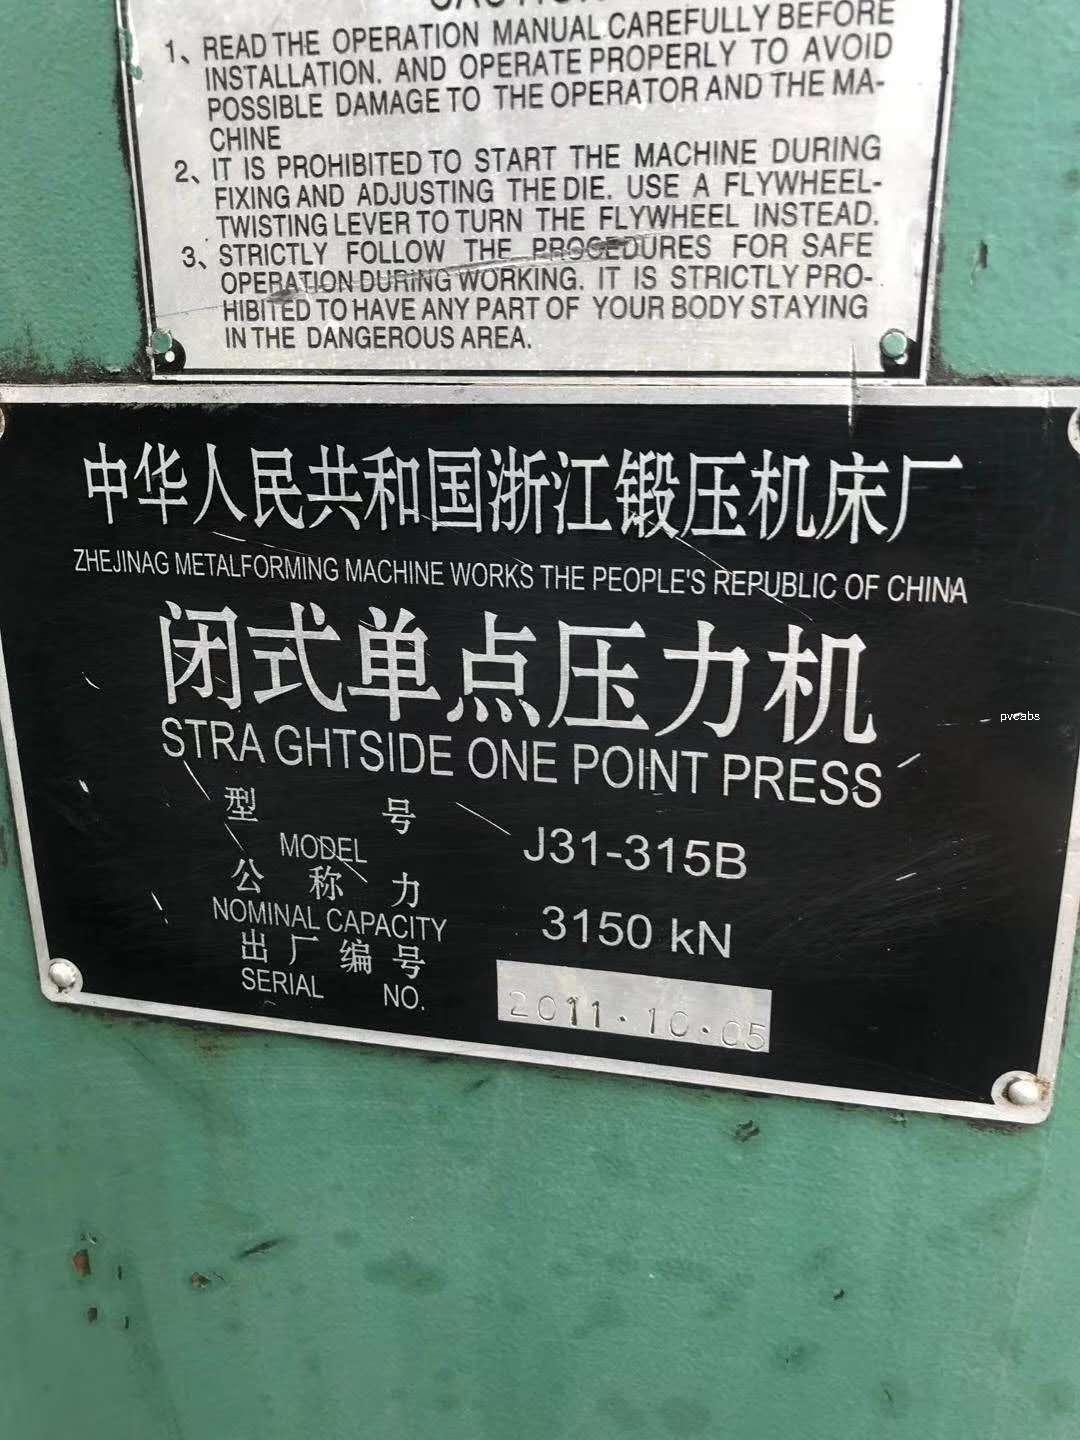 1、READ THE OPERATION MANUAL CAREFULLY BEFORE
INSTALLATION. AND OPERATE PROPERLY TO AVOID
POSSIBLE DAMAGE TO THE OPERATOR AND THE MA-
CHINE
2、IT IS PROHIBITED TO START THE MACHINE DURING
FIXING AND ADJUSTING THE DIE. USE A FLYWHEEL-
TWISTING LEVER TO TURN THE FLYWHEEL INSTEAD.
3、STRICTLY FOLLOW THE PROCEDURES FOR SAFE
OPERATION DURING WORKING. IT IS STRICTLY PRO-
HIBITED TO HAVE ANY PART OF YOUR BODY STAYING
IN THE DANGEROUS AREA.
中华人民共和国浙江锻压机床厂
ZHEJINAG METALFORMING MACHINE WORKS THE PEOPLE'S REPUBLIC OF CHINA
闭式单点压力机
STRA GHTSIDE ONE POINT PRESS
型 号
MODEL J31-315B
公 称 力
NOMINAL CAPACITY 3150 kN
出 厂 编 号
SERIAL NO. 2011.10.05
pvcabs